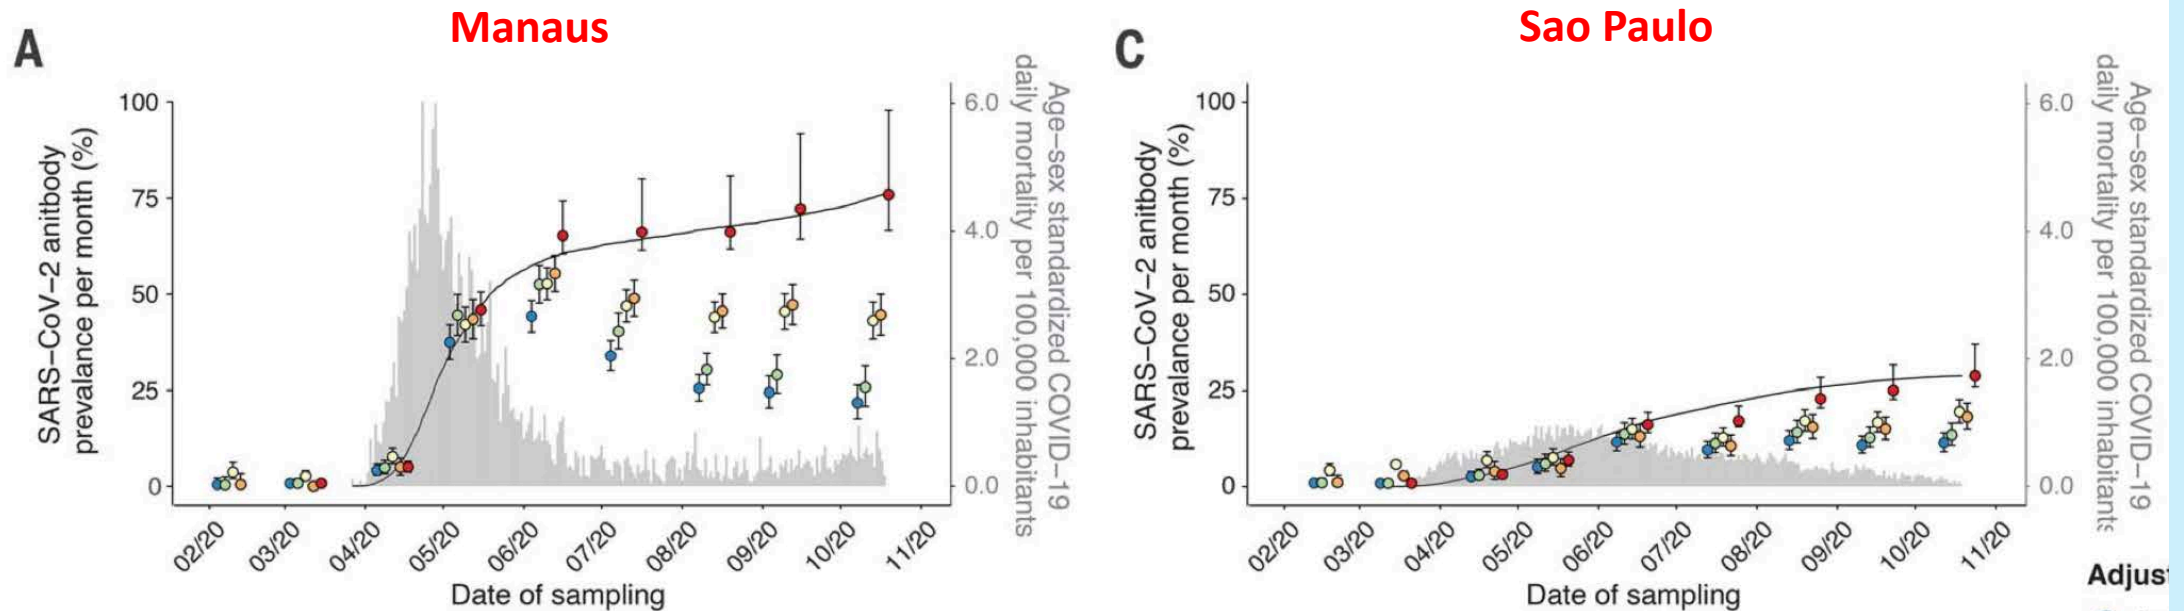 Manaus
A
SARS–CoV–2 anitbody
prevalance per month (%)
100
75
50
25
0
6.0
4.0
2.0
0.0
Age–sex standardized COVID–19
daily mortality per 100,000 inhabitants
02/20 03/20 04/20 05/20 06/20 07/20 08/20 09/20 10/20 11/20
Date of sampling
Sao Paulo
C
SARS–CoV–2 anitbody
prevalance per month (%)
100
75
50
25
0
6.0
4.0
2.0
0.0
Age–sex standardized COVID–19
daily mortality per 100,000 inhabitants
02/20 03/20 04/20 05/20 06/20 07/20 08/20 09/20 10/20 11/20
Date of sampling
Adjust